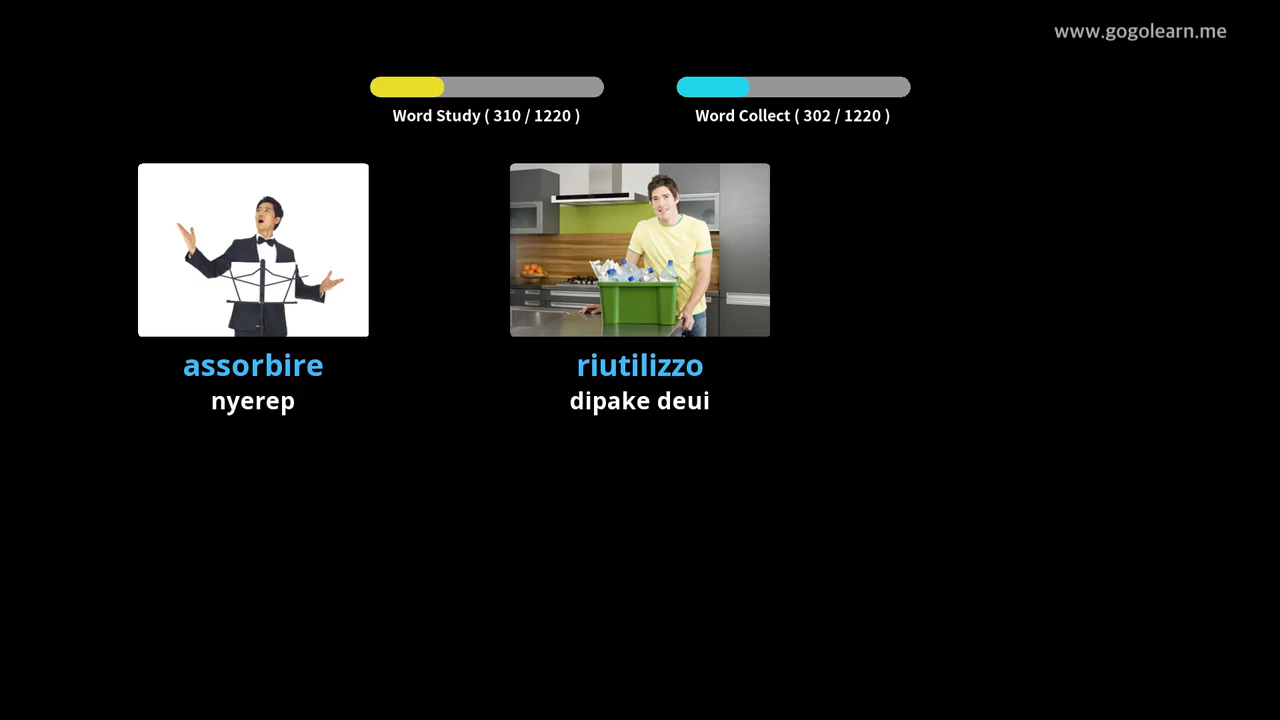 www.gogolearn.me
Word Study ( 310 / 1220 )
Word Collect ( 302 / 1220 )
assorbire
nyerep
riutilizzo
dipake deui